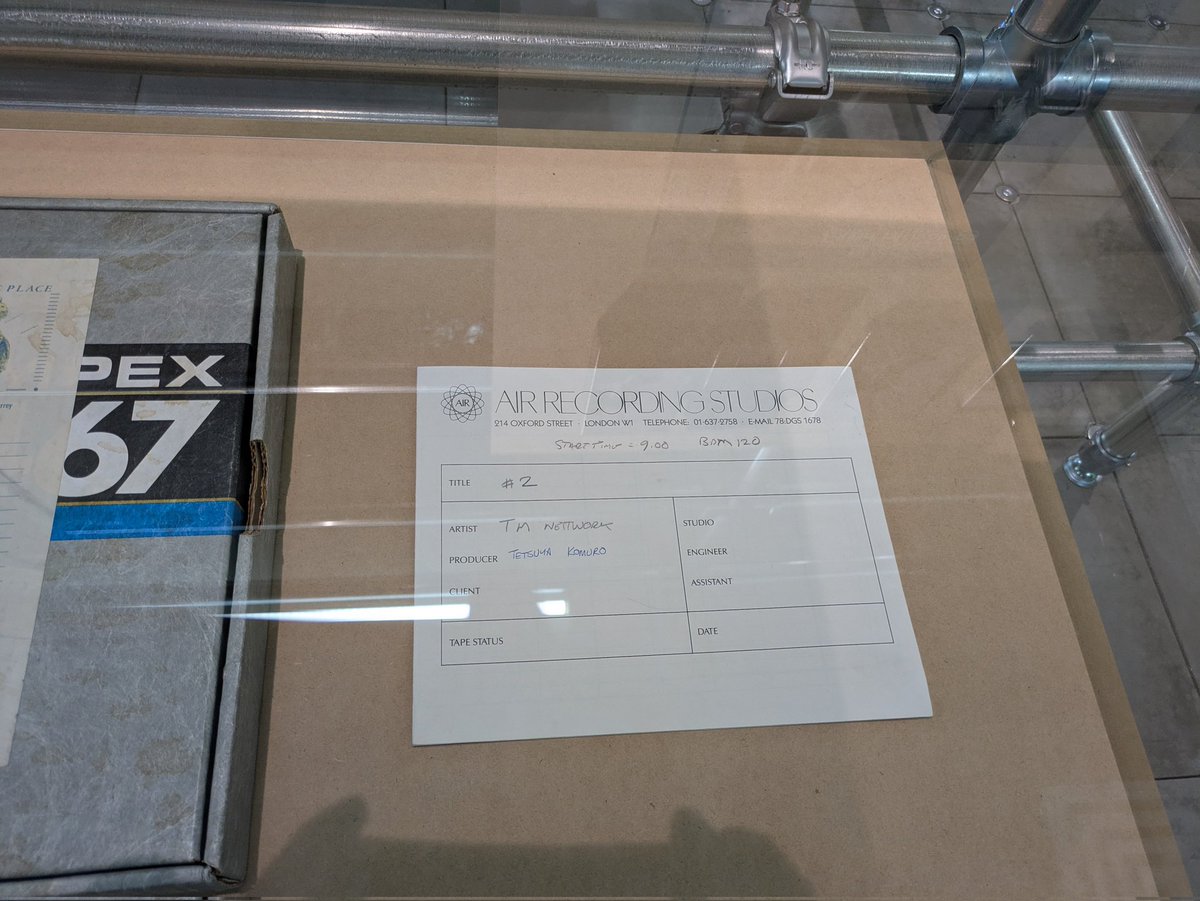 PLACE
PEX
67
AIR
AIR RECORDING STUDIOS
214 OXFORD STREET · LONDON W1 TELEPHONE: 01-637-2758 · E-MAIL 78:DGS 1678
START TIME = 9.00 BPM 120
TITLE #2
ARTIST TM NETTWORK
PRODUCER TETSUYA KOMURO
CLIENT
STUDIO
ENGINEER
ASSISTANT
TAPE STATUS
DATE